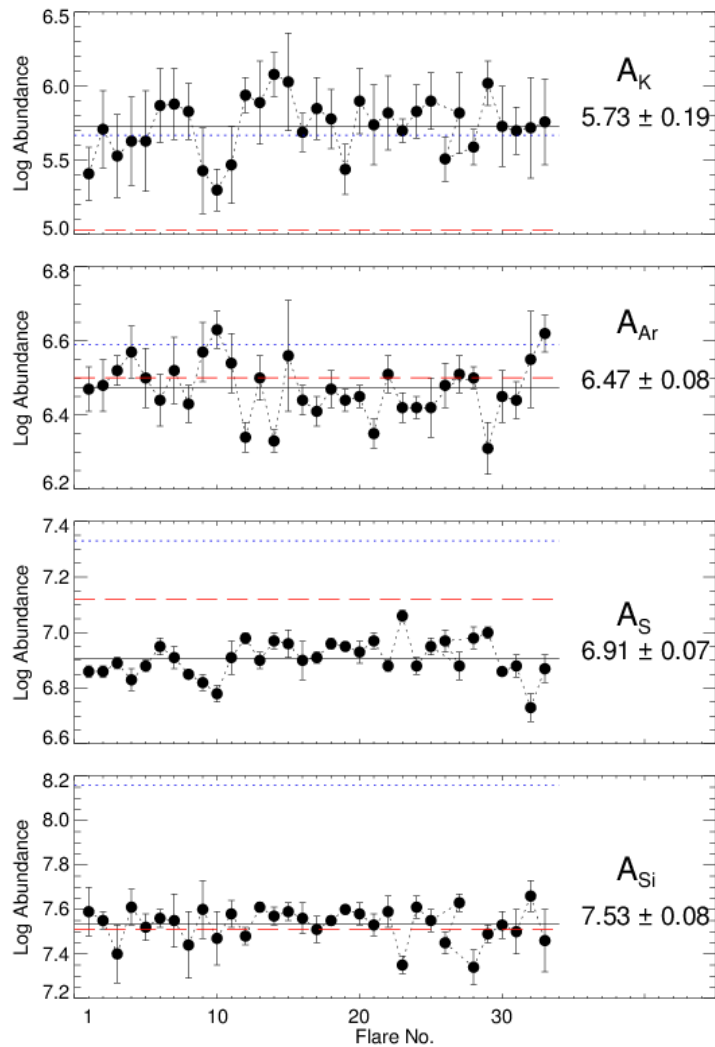 6.5
6.0
5.5
5.0
Log Abundance
A_K
5.73 ± 0.19
6.8
6.6
6.4
6.2
Log Abundance
A_Ar
6.47 ± 0.08
7.4
7.2
7.0
6.8
6.6
Log Abundance
A_S
6.91 ± 0.07
8.2
8.0
7.8
7.6
7.4
7.2
Log Abundance
A_Si
7.53 ± 0.08
1 10 20 30
Flare No.